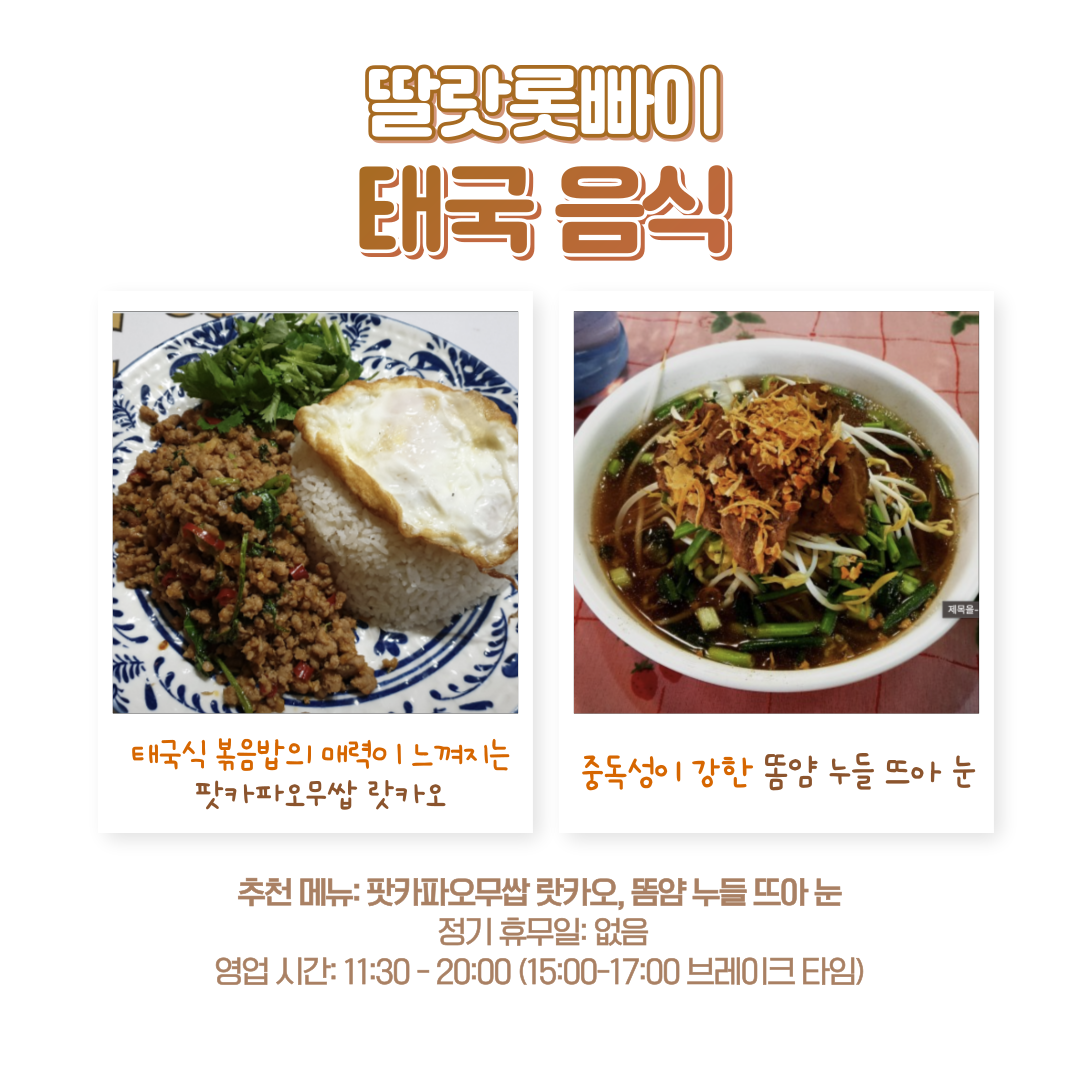 딸랏롯빠이
태국 음식
제목을-
태국식 볶음밥의 매력이 느껴지는
팟카파오무쌉 랏카오
중독성이 강한 똠얌 누들 뜨아 눈
추천 메뉴: 팟카파오무쌉 랏카오, 똠얌 누들 뜨아 눈
정기 휴무일: 없음
영업 시간: 11:30 - 20:00 (15:00-17:00 브레이크 타임)